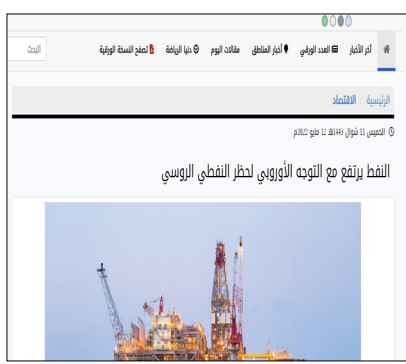 آخر الأخبار العدد الورقي أخبار المناطق مقالات اليوم دنيا الرياضة تصفح النسخة الورقية البحث
الرئيسية / الاقتصاد
الخميس 11 شوال 1443هـ 12 مايو 2022م
النفط يرتفع مع التوجه الأوروبي لحظر النفطي الروسي